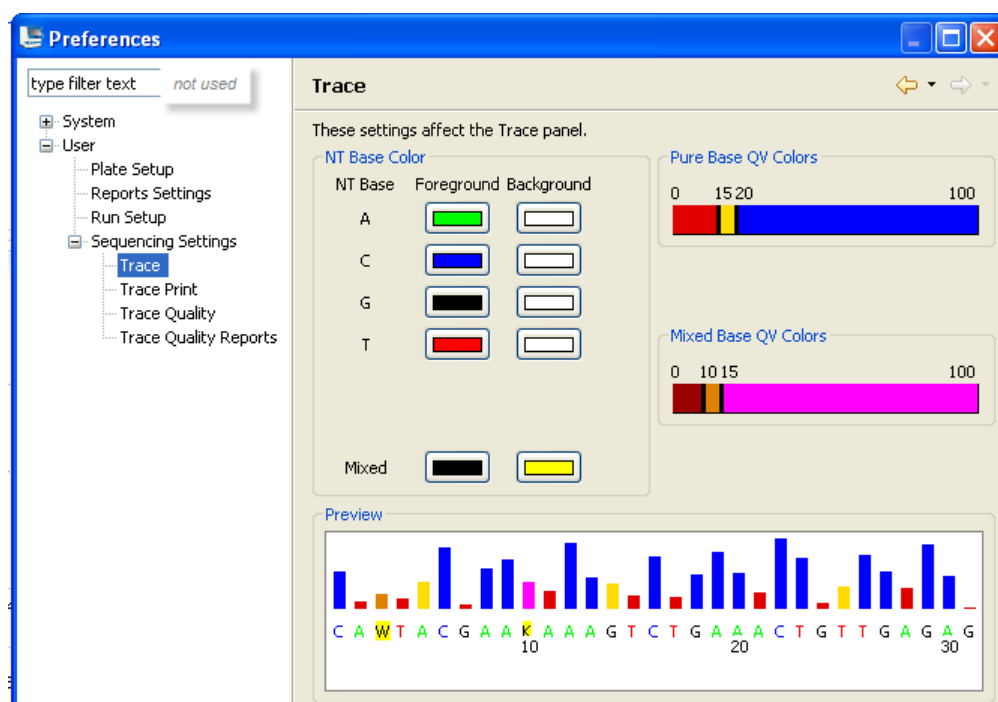 Preferences
type filter text not used
System
User
Plate Setup
Reports Settings
Run Setup
Sequencing Settings
Trace
Trace Print
Trace Quality
Trace Quality Reports
Trace
These settings affect the Trace panel.
NT Base Color
NT Base Foreground Background
A
C
G
T
Mixed
Pure Base QV Colors
0 15 20 100
Mixed Base QV Colors
0 10 15 100
Preview
C A W T A C G A A K A A A G T C T G A A A C T G T T G A G A G
10 20 30